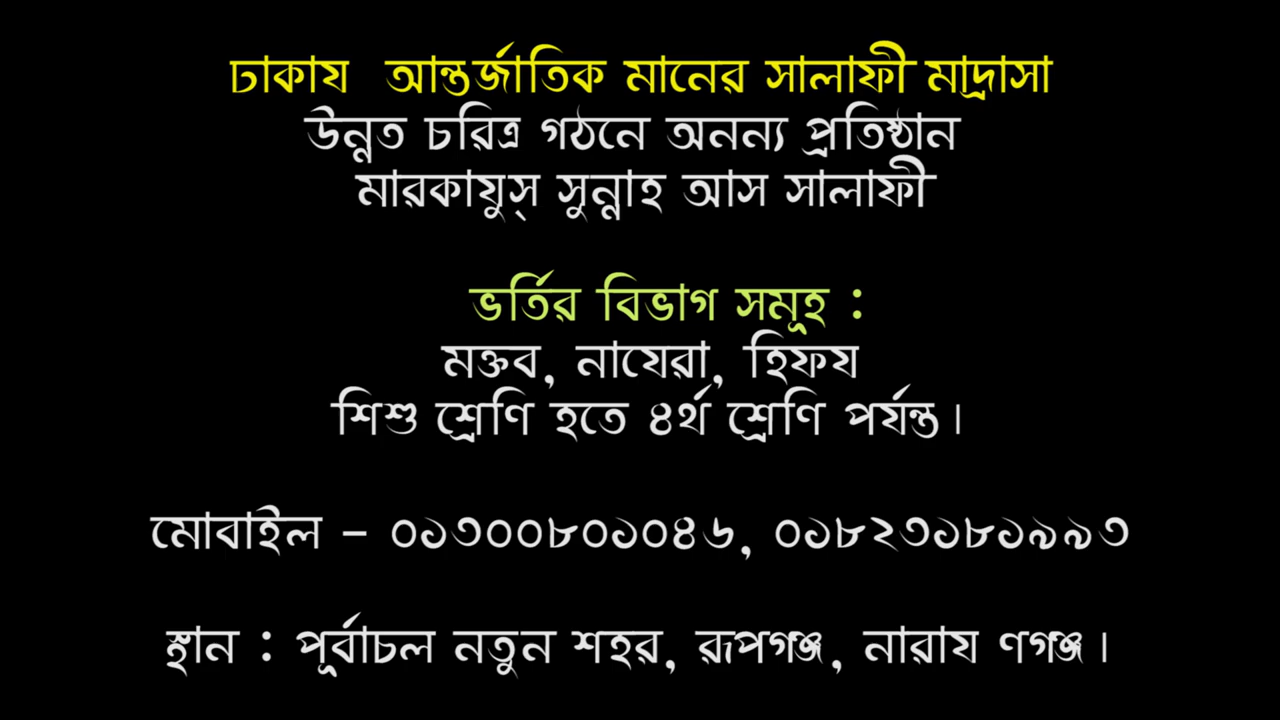 ঢাকায  আন্তর্জাতিক মানের সালাফী মাদ্রাসা
উন্নত চরিত্র গঠনে অনন্য প্রতিষ্ঠান
মারকাযুস্ সুন্নাহ আস সালাফী
ভর্তির বিভাগ সমূহ :
মক্তব, নাযেরা, হিফয
শিশু শ্রেণি হতে ৪র্থ শ্রেণি পর্যন্ত।
মোবাইল – ০১৩০০৮০১০৪৬, ০১৮২৩১৮১৯৯৩
স্থান : পূর্বাচল নতুন শহর, রূপগঞ্জ, নারায ণগঞ্জ।